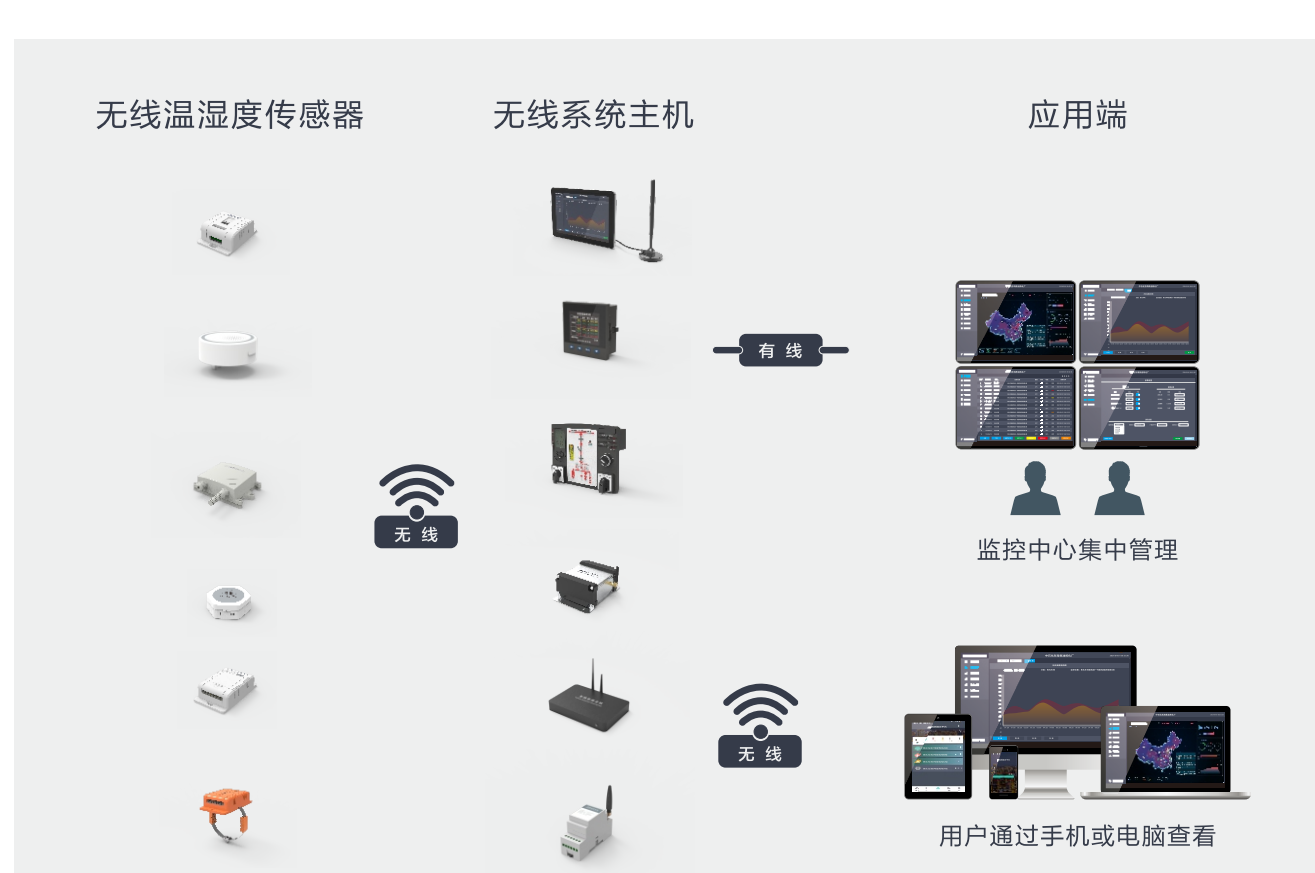 无线温湿度传感器
无线系统主机
应用端
有线
无线
监控中心集中管理
无线
用户通过手机或电脑查看